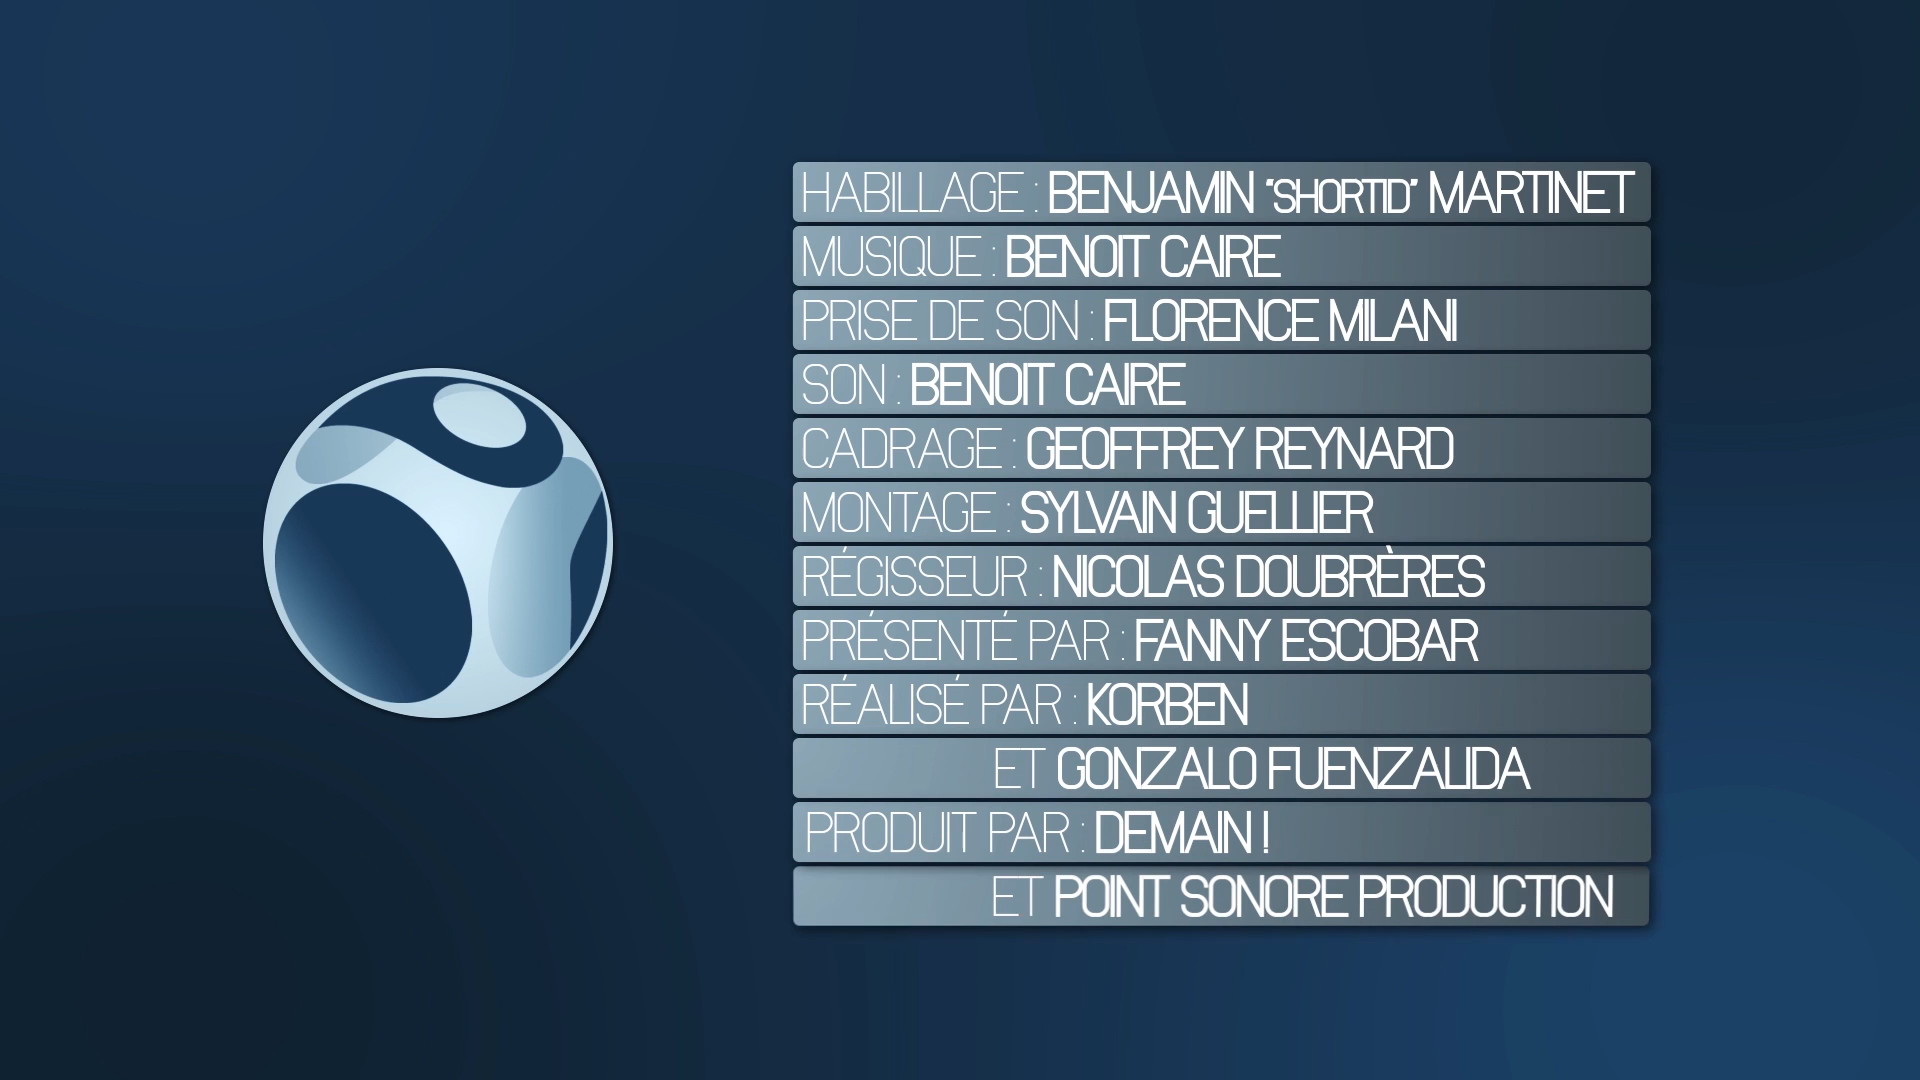 HABILLAGE : BENJAMIN "SHORTID" MARTINET
MUSIQUE : BENOIT CAIRE
PRISE DE SON : FLORENCE MILANI
SON : BENOIT CAIRE
CADRAGE : GEOFFREY REYNARD
MONTAGE : SYLVAIN GUELLIER
RÉGISSEUR : NICOLAS DOUBRÈRES
PRÉSENTÉ PAR : FANNY ESCOBAR
RÉALISÉ PAR : KORBEN
ET GONZALO FUENZALIDA
PRODUIT PAR : DEMAIN !
ET POINT SONORE PRODUCTION